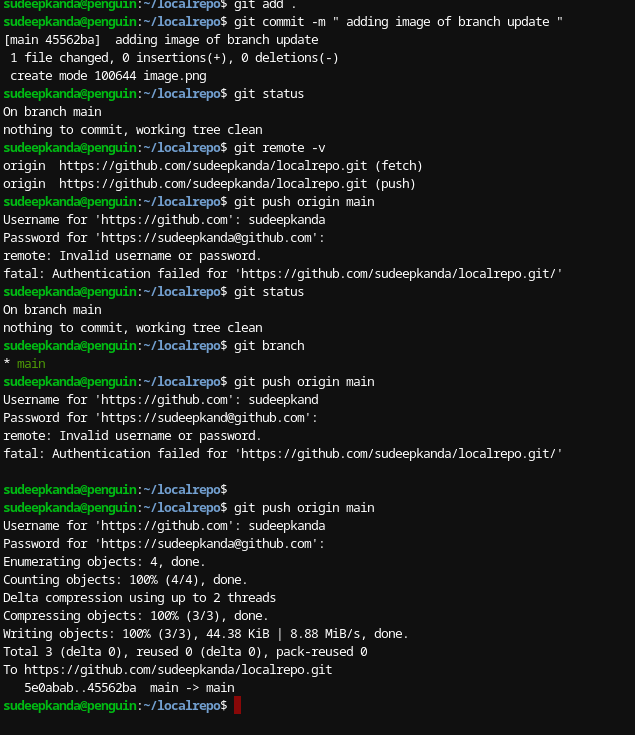 sudeepkanda@penguin:~/localrepo$ git add .
sudeepkanda@penguin:~/localrepo$ git commit -m " adding image of branch update "
[main 45562ba]  adding image of branch update
 1 file changed, 0 insertions(+), 0 deletions(-)
 create mode 100644 image.png
sudeepkanda@penguin:~/localrepo$ git status
On branch main
nothing to commit, working tree clean
sudeepkanda@penguin:~/localrepo$ git remote -v
origin  https://github.com/sudeepkanda/localrepo.git (fetch)
origin  https://github.com/sudeepkanda/localrepo.git (push)
sudeepkanda@penguin:~/localrepo$ git push origin main
Username for 'https://github.com': sudeepkanda
Password for 'https://sudeepkanda@github.com':
remote: Invalid username or password.
fatal: Authentication failed for 'https://github.com/sudeepkanda/localrepo.git/'
sudeepkanda@penguin:~/localrepo$ git status
On branch main
nothing to commit, working tree clean
sudeepkanda@penguin:~/localrepo$ git branch
* main
sudeepkanda@penguin:~/localrepo$ git push origin main
Username for 'https://github.com': sudeepkand
Password for 'https://sudeepkand@github.com':
remote: Invalid username or password.
fatal: Authentication failed for 'https://github.com/sudeepkanda/localrepo.git/'

sudeepkanda@penguin:~/localrepo$
sudeepkanda@penguin:~/localrepo$ git push origin main
Username for 'https://github.com': sudeepkanda
Password for 'https://sudeepkanda@github.com':
Enumerating objects: 4, done.
Counting objects: 100% (4/4), done.
Delta compression using up to 2 threads
Compressing objects: 100% (3/3), done.
Writing objects: 100% (3/3), 44.38 KiB | 8.88 MiB/s, done.
Total 3 (delta 0), reused 0 (delta 0), pack-reused 0
To https://github.com/sudeepkanda/localrepo.git
   5e0abab..45562ba  main -> main
sudeepkanda@penguin:~/localrepo$